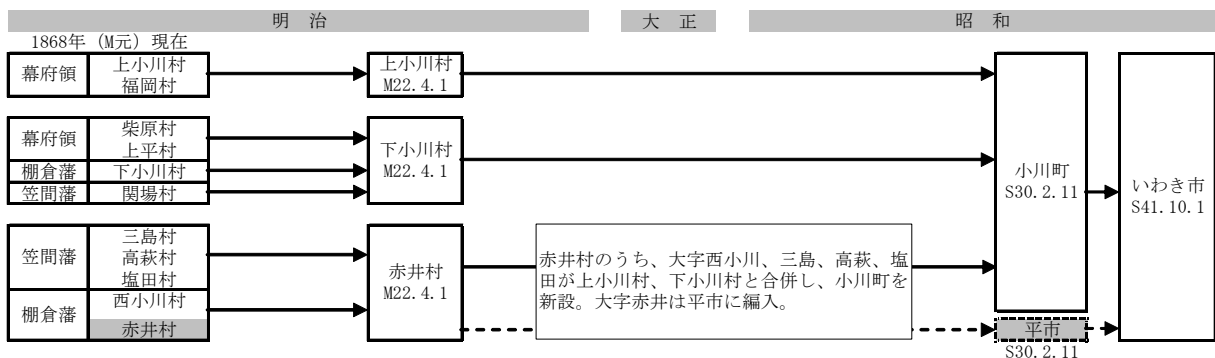 明　治
大　正
昭　和
1868年（M元）現在
幕府領
上小川村
福岡村
上小川村
M22.4.1
幕府領
柴原村
上平村
棚倉藩
下小川村
笠間藩
関場村
下小川村
M22.4.1
笠間藩
三島村
高萩村
塩田村
棚倉藩
西小川村
赤井村
赤井村
M22.4.1
赤井村のうち、大字西小川、三島、高萩、塩
田が上小川村、下小川村と合併し、小川町を
新設。大字赤井は平市に編入。
小川町
S30.2.11
平市
S30.2.11
いわき市
S41.10.1